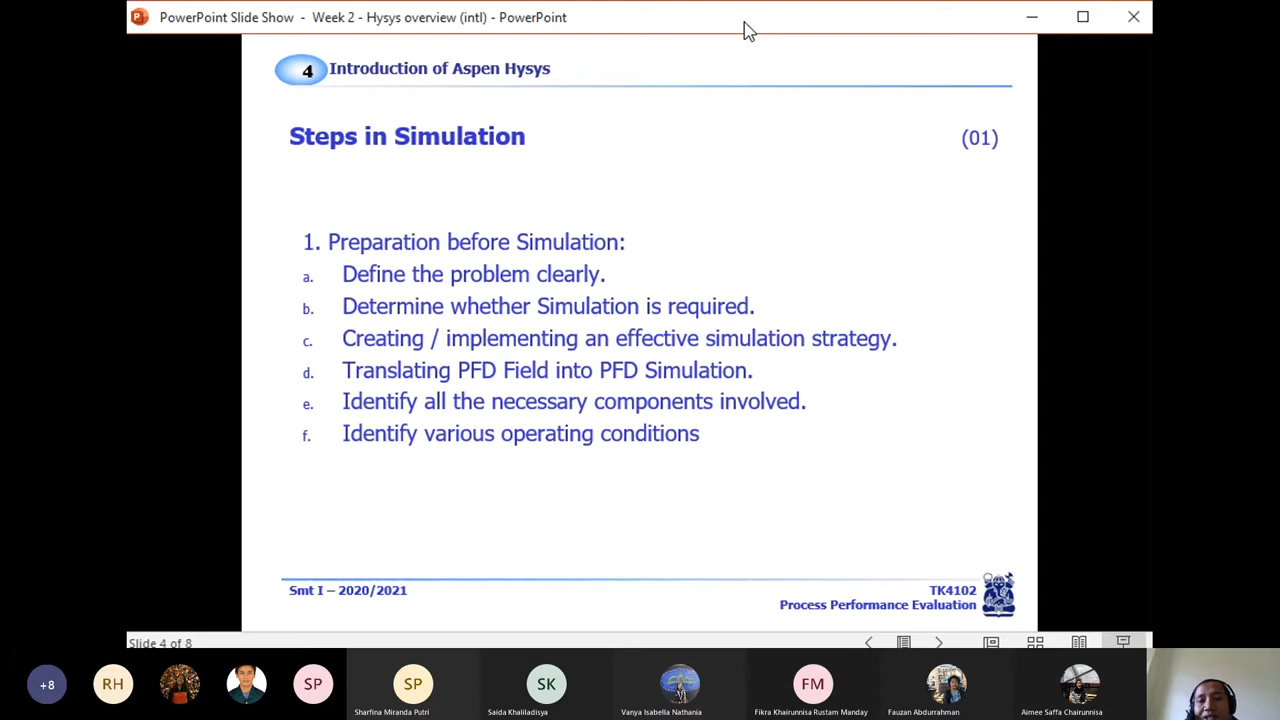 PowerPoint Slide Show - Week 2 - Hysys overview (intl) - PowerPoint
4 Introduction of Aspen Hysys
Steps in Simulation (01)
1. Preparation before Simulation:
a. Define the problem clearly.
b. Determine whether Simulation is required.
c. Creating / implementing an effective simulation strategy.
d. Translating PFD Field into PFD Simulation.
e. Identify all the necessary components involved.
f. Identify various operating conditions
Smt I – 2020/2021
TK4102
Process Performance Evaluation
Slide 4 of 8
+8 RH SP SP SK FM
Sharfina Miranda Putri Saida Khaliladisya Vanya Isabella Nathania Fikra Khairunnisa Rustam Manday Fauzan Abdurrahman Aimee Saffa Chairunnisa